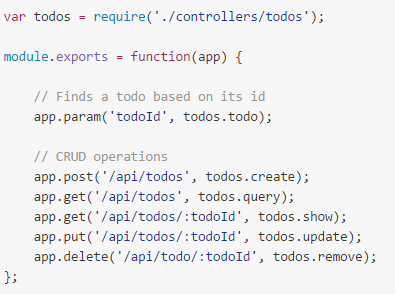 var todos = require('./controllers/todos');
module.exports = function(app) {
// Finds a todo based on its id
app.param('todoId', todos.todo);
// CRUD operations
app.post('/api/todos', todos.create);
app.get('/api/todos', todos.query);
app.get('/api/todos/:todoId', todos.show);
app.put('/api/todos/:todoId', todos.update);
app.delete('/api/todo/:todoId', todos.remove);
};